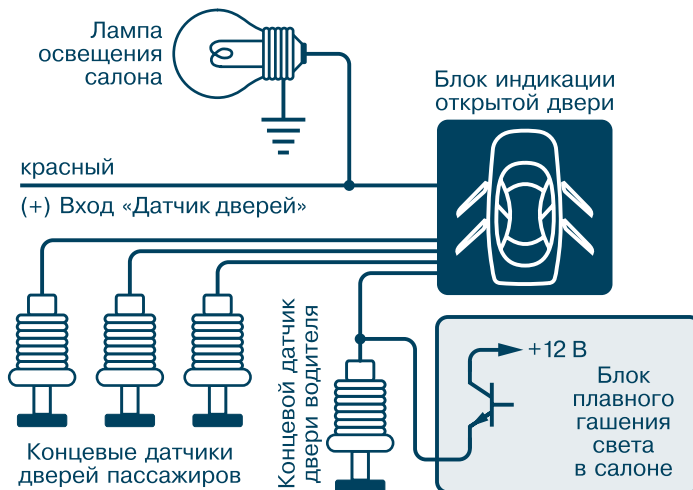 Лампа
освещения
салона
Блок индикации
открытой двери
красный
(+) Вход «Датчик дверей»
Концевой датчик
двери водителя
+12 В
Блок
плавного
гашения
света
в салоне
Концевые датчики
дверей пассажиров